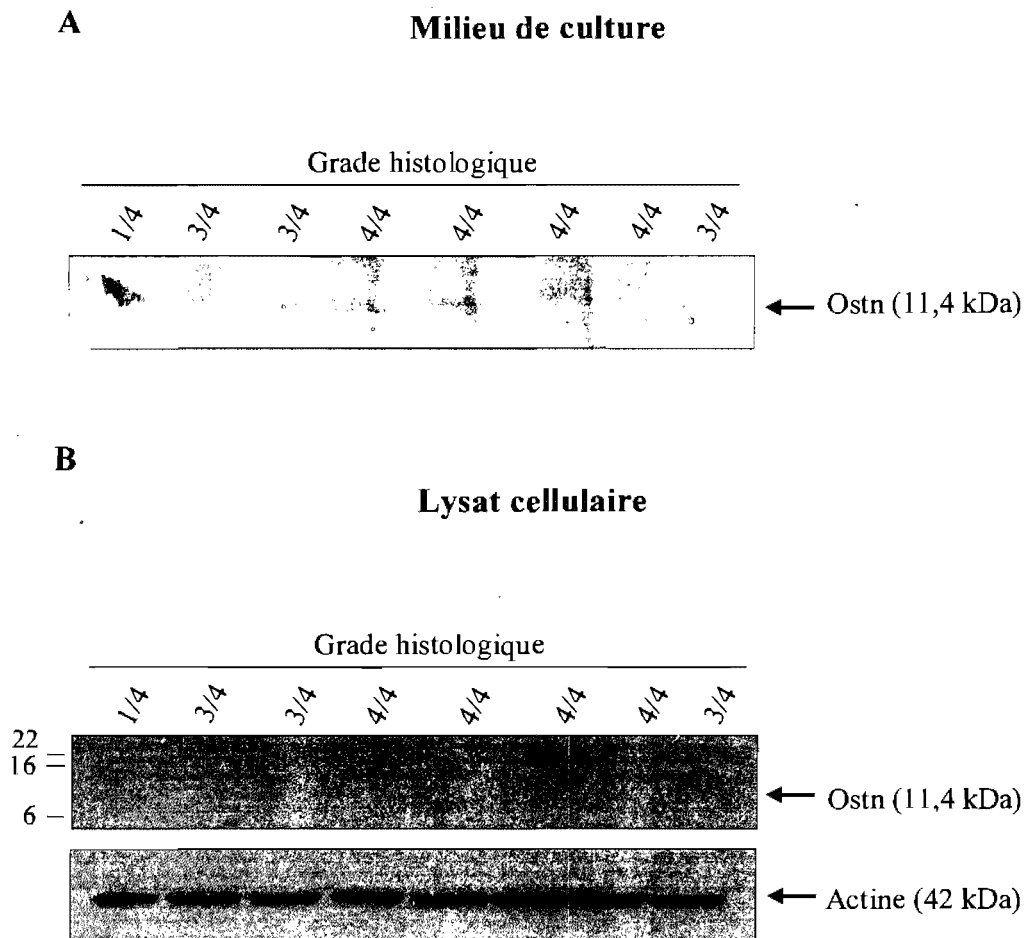 A
Milieu de culture
Grade histologique
1/4 3/4 3/4 4/4 4/4 4/4 4/4 3/4
Ostn (11,4 kDa)
B
Lysat cellulaire
Grade histologique
1/4 3/4 3/4 4/4 4/4 4/4 4/4 3/4
22
16
6
Ostn (11,4 kDa)
Actine (42 kDa)